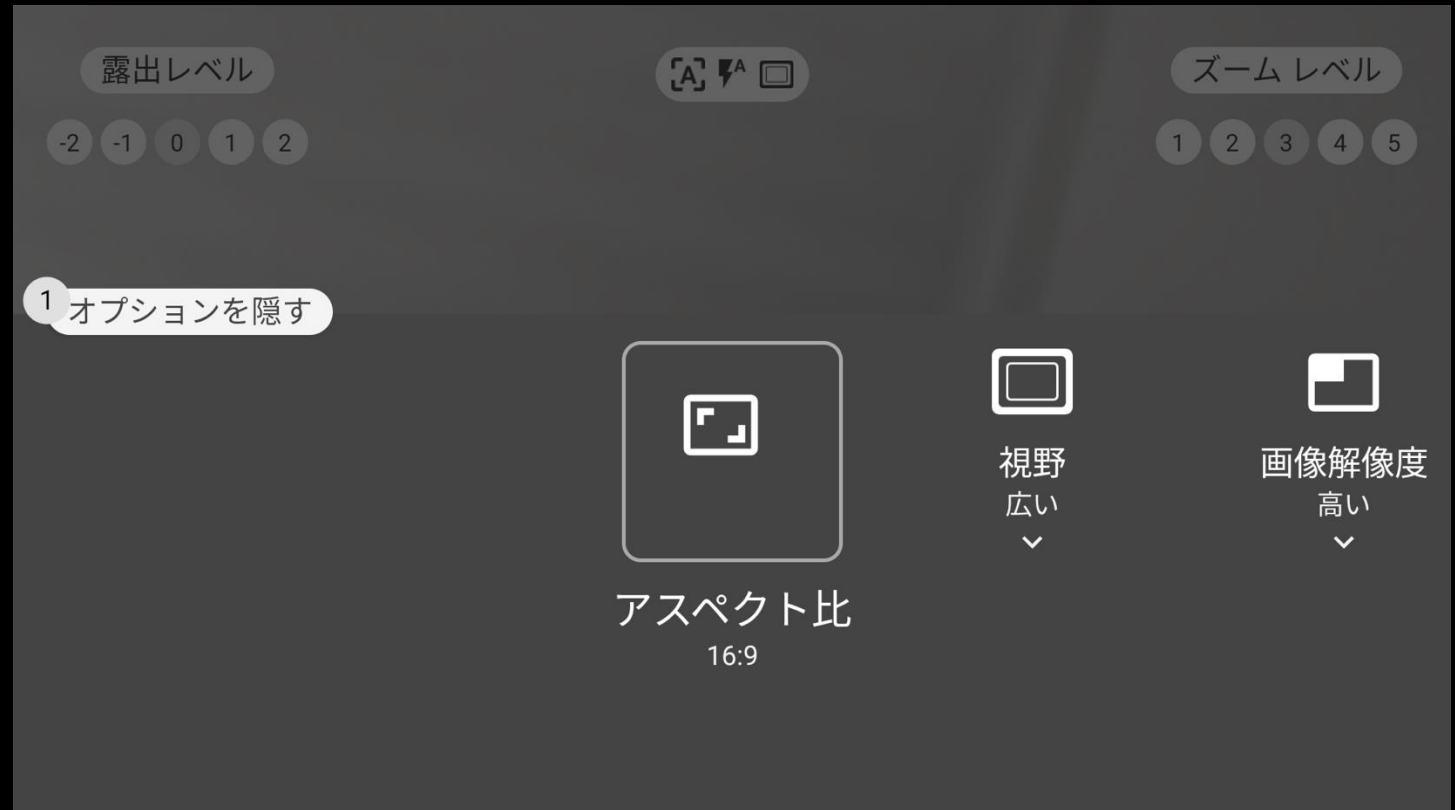 露出レベル
A A
ズーム レベル
-2 -1 0 1 2
1 2 3 4 5
1 オプションを隠す
視野
広い
画像解像度
高い
アスペクト比
16:9